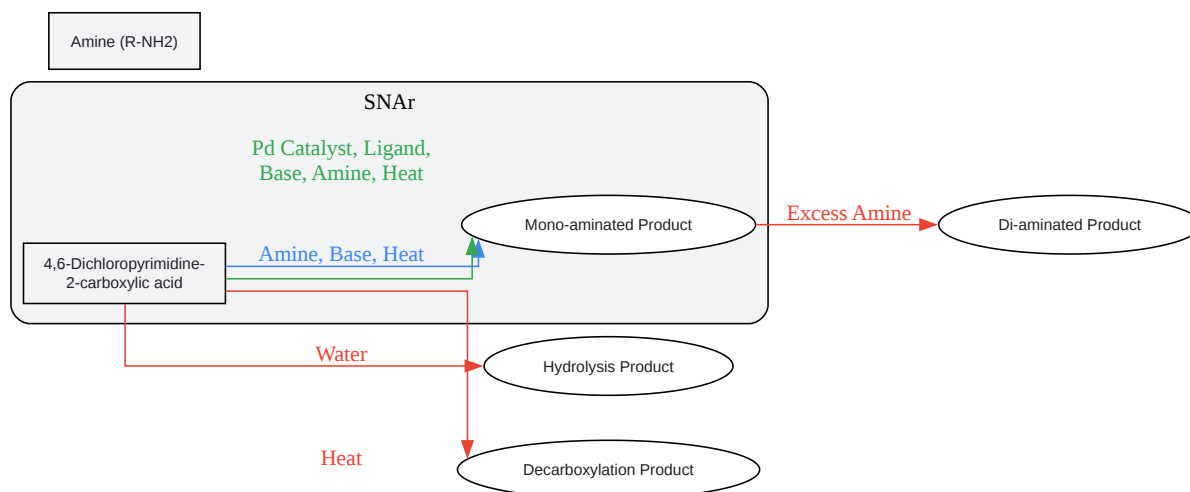 Amine (R-NH2)
SNAr
Pd Catalyst, Ligand,
Base, Amine, Heat
Mono-aminated Product
Excess Amine
Di-aminated Product
4,6-Dichloropyrimidine-
2-carboxylic acid
Amine, Base, Heat
Water
Hydrolysis Product
Heat
Decarboxylation Product